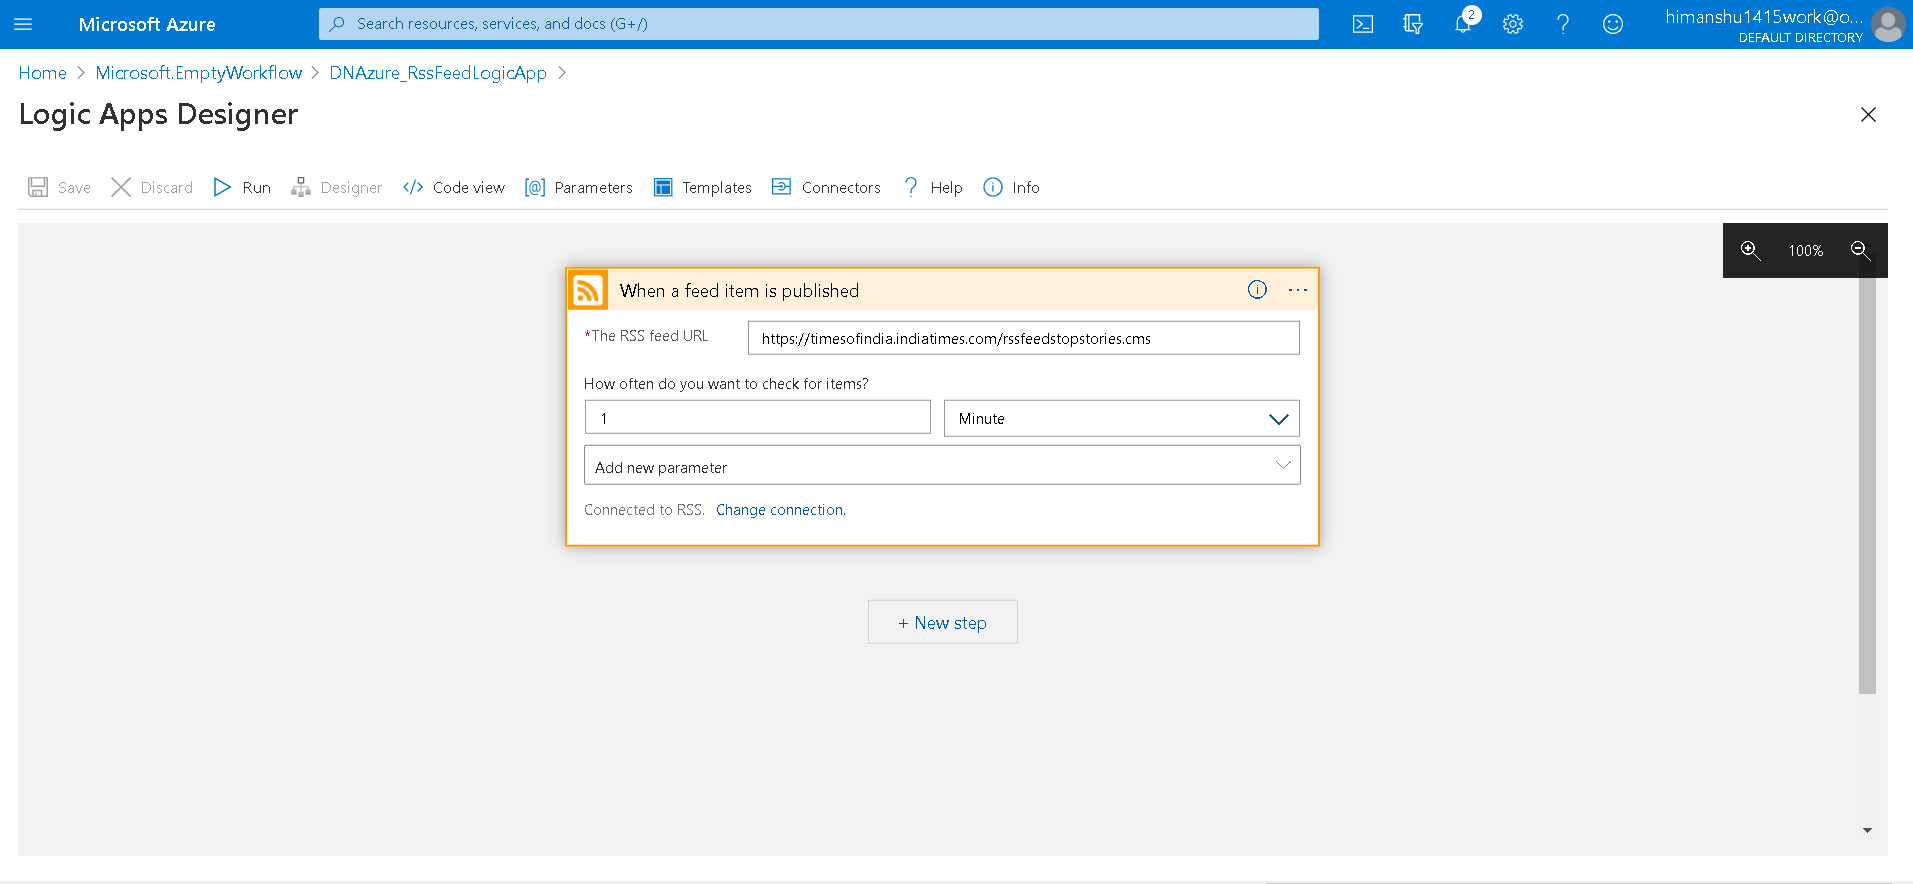 Microsoft Azure
Search resources, services, and docs (G+/)
2
himanshu1415work@o...
DEFAULT DIRECTORY
Home > Microsoft.EmptyWorkflow > DNAzure_RssFeedLogicApp >
Logic Apps Designer
Save Discard Run Designer </> Code view [@] Parameters Templates Connectors ? Help Info
100%
When a feed item is published
*The RSS feed URL https://timesofindia.indiatimes.com/rssfeedstopstories.cms
How often do you want to check for items?
1 Minute
Add new parameter
Connected to RSS. Change connection.
+ New step